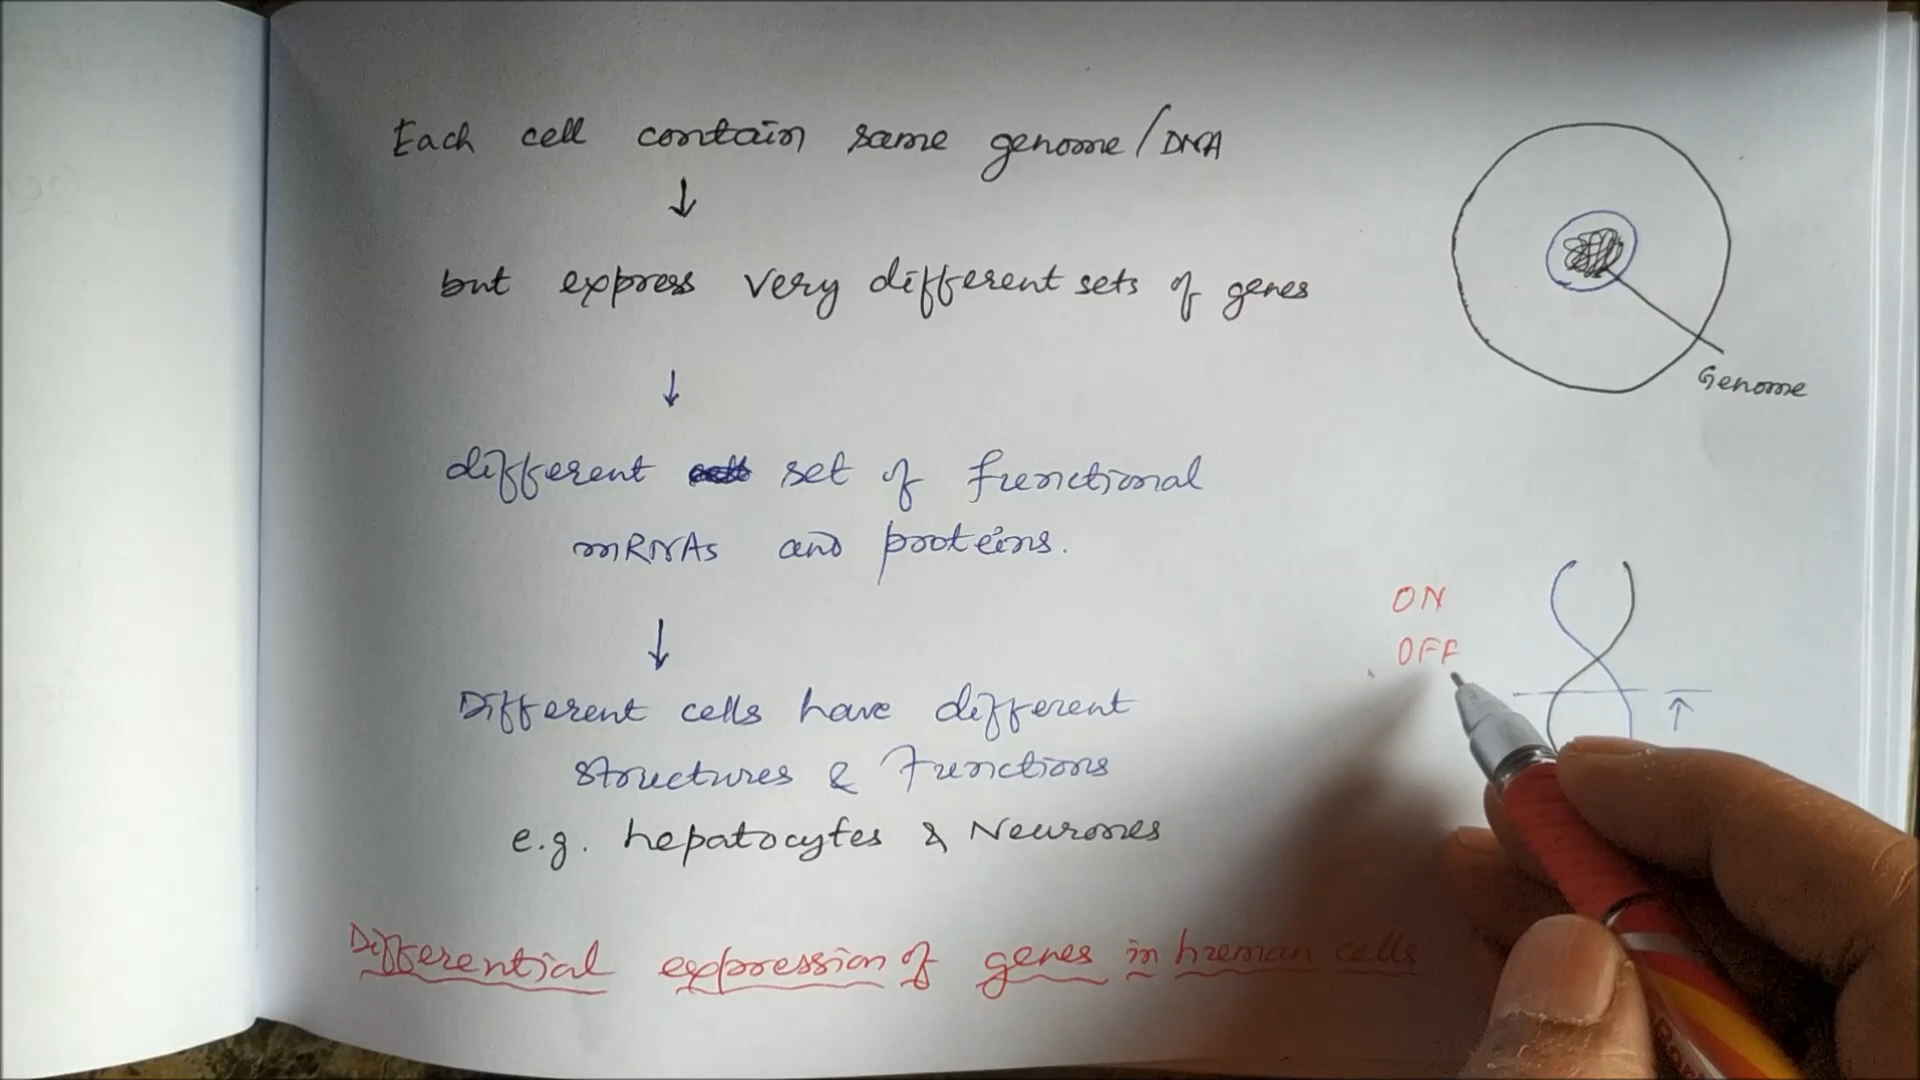 Each cell contain same genome/DNA
↓
but express very different sets of genes
↓
different set of functional
mRNAs and proteins.
↓
Different cells have different
structures & Functions
e.g. hepatocytes & Neurones
Differential expression of genes in human cells
Genome
ON
OFF